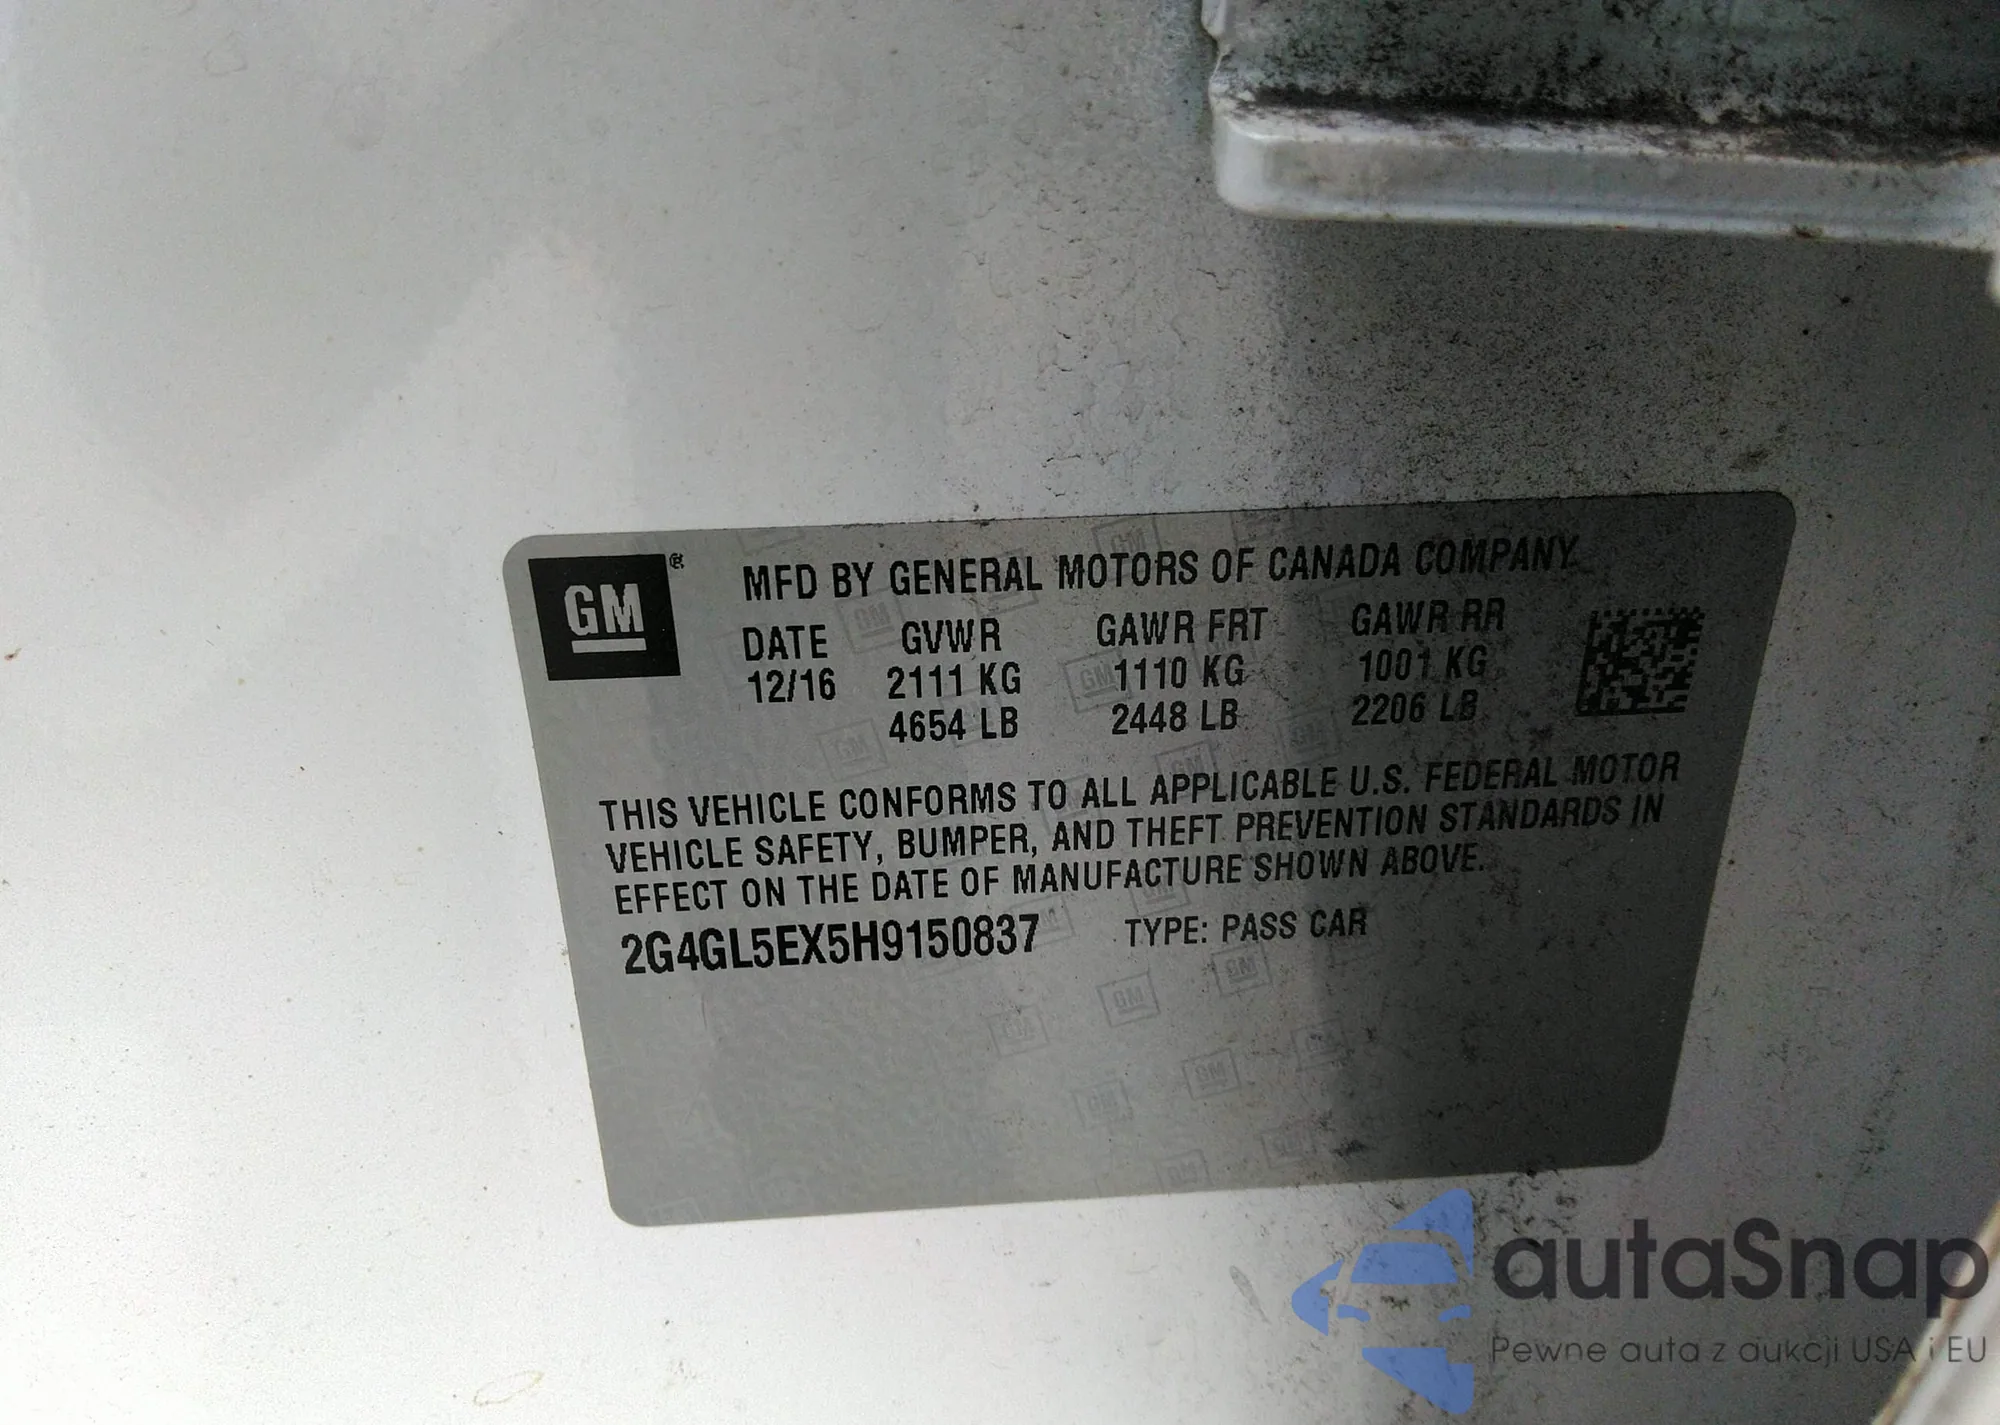 GM®
MFD BY GENERAL MOTORS OF CANADA COMPANY
DATE GVWR GAWR FRT GAWR RR
12/16 2111 KG 1110 KG 1001 KG
4654 LB 2448 LB 2206 LB
THIS VEHICLE CONFORMS TO ALL APPLICABLE U.S. FEDERAL MOTOR
VEHICLE SAFETY, BUMPER, AND THEFT PREVENTION STANDARDS IN
EFFECT ON THE DATE OF MANUFACTURE SHOWN ABOVE.
2G4GL5EX5H9150837 TYPE: PASS CAR
autaSnap
Pewne auta z aukcji USA i EU